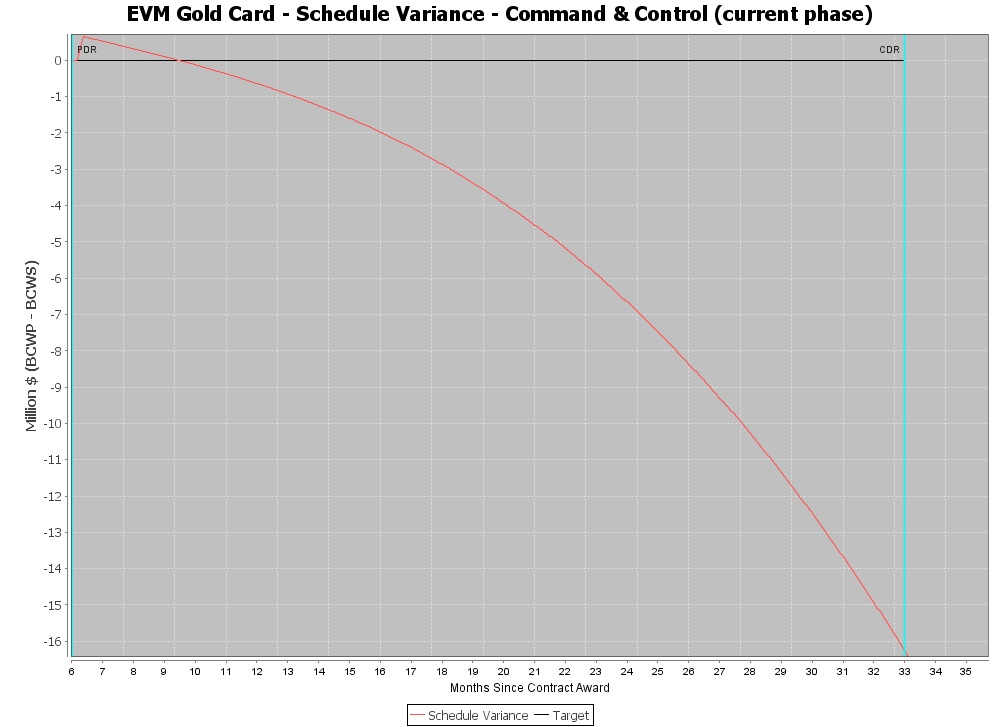 EVM Gold Card - Schedule Variance - Command & Control (current phase)
PDR
CDR
0
-1
-2
-3
-4
-5
-6
-7
-8
-9
-10
-11
-12
-13
-14
-15
-16
Million $ (BCWP - BCWS)
6 7 8 9 10 11 12 13 14 15 16 17 18 19 20 21 22 23 24 25 26 27 28 29 30 31 32 33 34 35
Months Since Contract Award
Schedule Variance Target